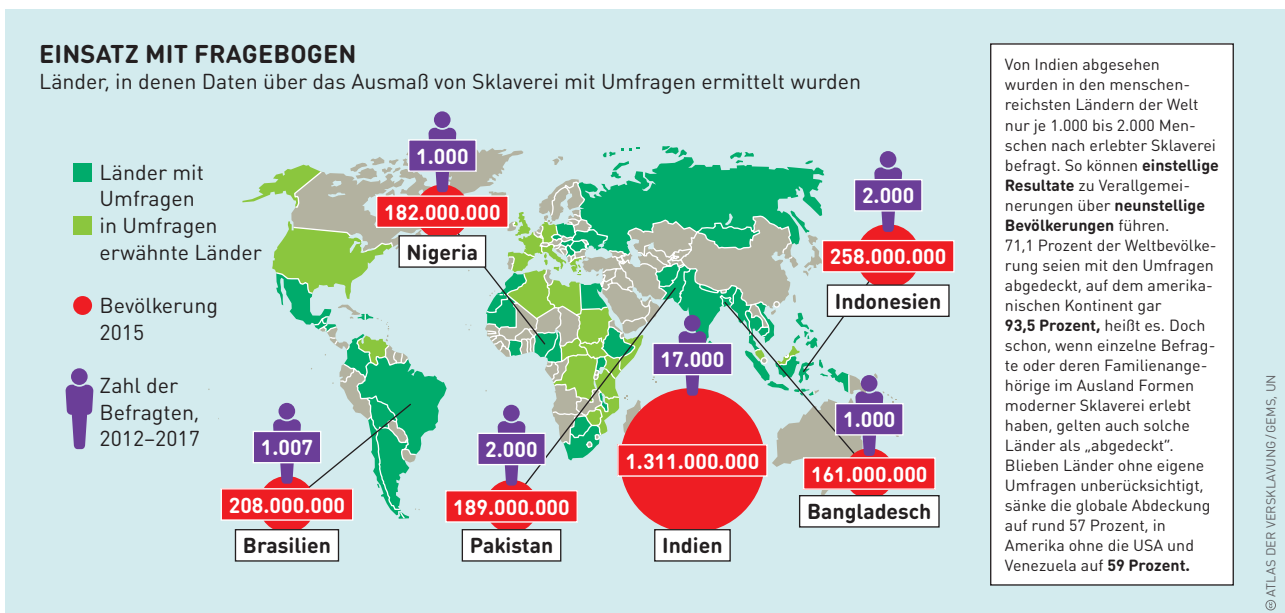 EINSATZ MIT FRAGEBOGEN
Länder, in denen Daten über das Ausmaß von Sklaverei mit Umfragen ermittelt wurden
Länder mit
Umfragen
in Umfragen
erwähnte Länder
Bevölkerung
2015
Zahl der
Befragten,
2012–2017
1.000
182.000.000
Nigeria
2.000
258.000.000
Indonesien
17.000
1.311.000.000
Indien
1.007
208.000.000
Brasilien
2.000
189.000.000
Pakistan
1.000
161.000.000
Bangladesch
Von Indien abgesehen
wurden in den menschen-
reichsten Ländern der Welt
nur je 1.000 bis 2.000 Men-
schen nach erlebter Sklaverei
befragt. So können einstellige
Resultate zu Verallgemei-
nerungen über neunstellige
Bevölkerungen führen.
71,1 Prozent der Weltbevölke-
rung seien mit den Umfragen
abgedeckt, auf dem amerika-
nischen Kontinent gar
93,5 Prozent, heißt es. Doch
schon, wenn einzelne Befrag-
te oder deren Familienange-
hörige im Ausland Formen
moderner Sklaverei erlebt
haben, gelten auch solche
Länder als „abgedeckt“.
Blieben Länder ohne eigene
Umfragen unberücksichtigt,
sänke die globale Abdeckung
auf rund 57 Prozent, in
Amerika ohne die USA und
Venezuela auf 59 Prozent.
© ATLAS DER VERSKLAVUNG / GEMS, UN